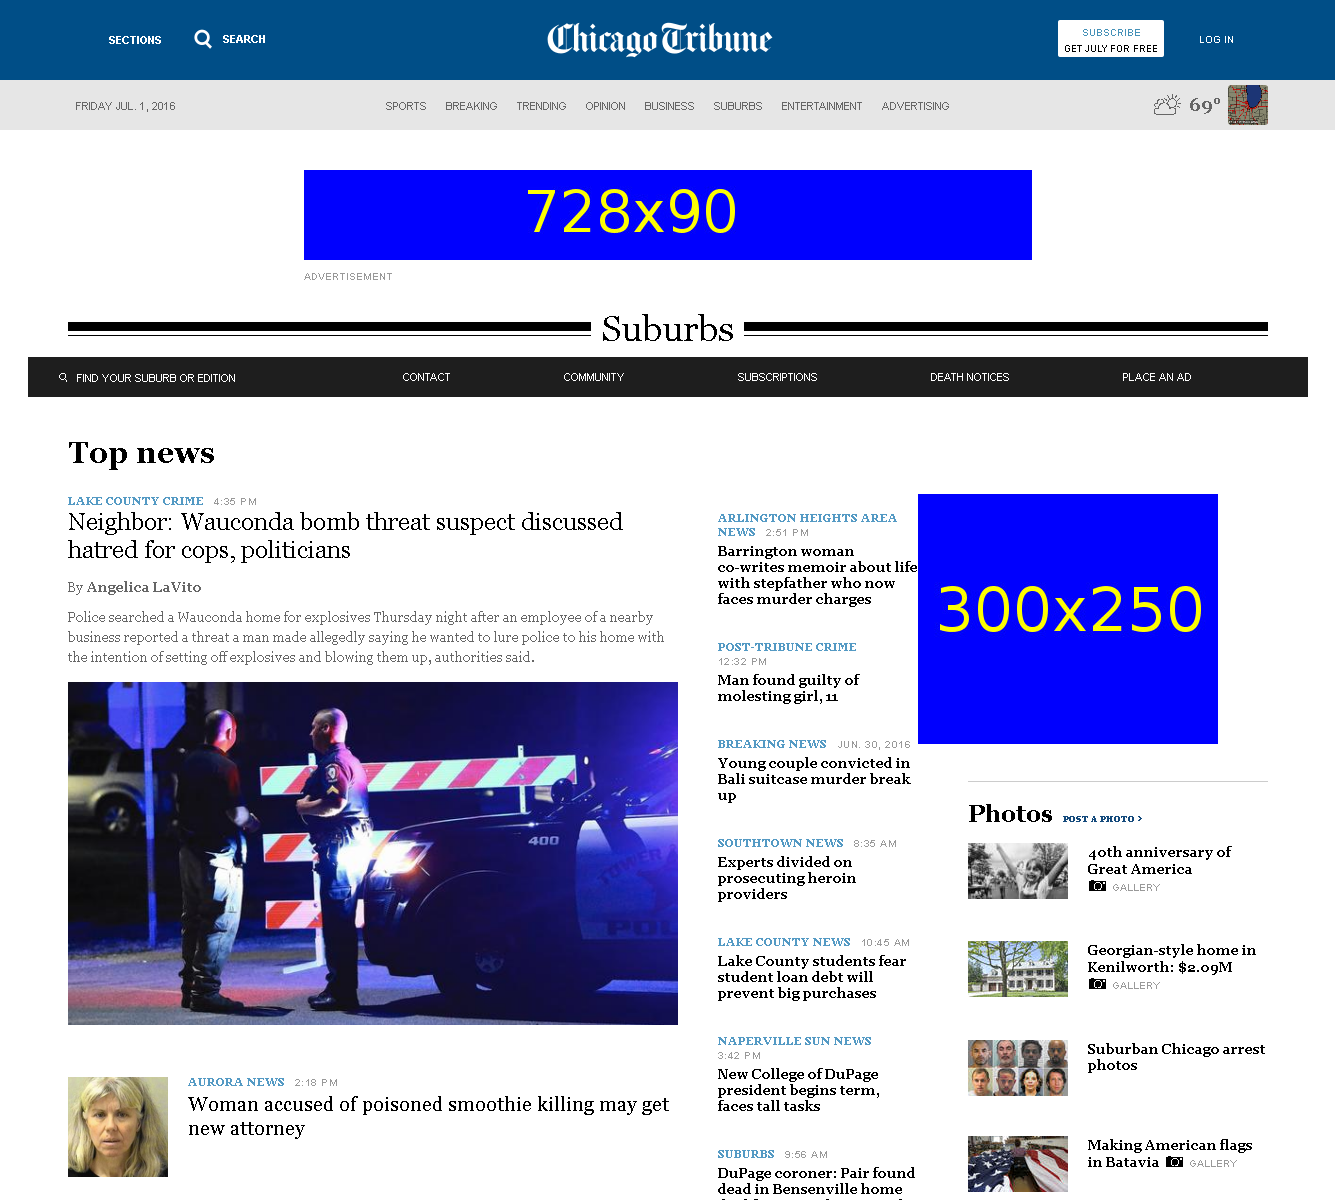 SECTIONS
SEARCH
Chicago Tribune
SUBSCRIBE
GET JULY FOR FREE
LOG IN
FRIDAY JUL. 1, 2016
SPORTS BREAKING TRENDING OPINION BUSINESS SUBURBS ENTERTAINMENT ADVERTISING
69°
728x90
ADVERTISEMENT
Suburbs
FIND YOUR SUBURB OR EDITION
CONTACT
COMMUNITY
SUBSCRIPTIONS
DEATH NOTICES
PLACE AN AD
Top news
LAKE COUNTY CRIME 4:35 PM
Neighbor: Wauconda bomb threat suspect discussed
hatred for cops, politicians
By Angelica LaVito
Police searched a Wauconda home for explosives Thursday night after an employee of a nearby
business reported a threat a man made allegedly saying he wanted to lure police to his home with
the intention of setting off explosives and blowing them up, authorities said.
400
TOWER
POLI
AURORA NEWS 2:18 PM
Woman accused of poisoned smoothie killing may get
new attorney
ARLINGTON HEIGHTS AREA
NEWS 2:51 PM
Barrington woman
co-writes memoir about life
with stepfather who now
faces murder charges
POST-TRIBUNE CRIME
12:32 PM
Man found guilty of
molesting girl, 11
BREAKING NEWS JUN. 30, 2016
Young couple convicted in
Bali suitcase murder break
up
SOUTHTOWN NEWS 8:35 AM
Experts divided on
prosecuting heroin
providers
LAKE COUNTY NEWS 10:45 AM
Lake County students fear
student loan debt will
prevent big purchases
NAPERVILLE SUN NEWS
3:42 PM
New College of DuPage
president begins term,
faces tall tasks
SUBURBS 9:56 AM
DuPage coroner: Pair found
dead in Bensenville home
300x250
Photos POST A PHOTO >
40th anniversary of
Great America
GALLERY
Georgian-style home in
Kenilworth: $2.09M
GALLERY
Suburban Chicago arrest
photos
Making American flags
in Batavia GALLERY